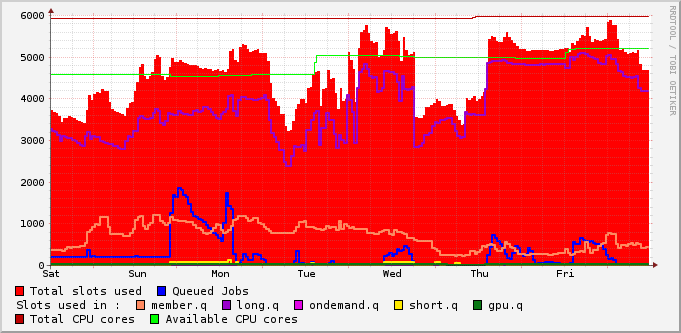 RRDTOOL / TOBI OETIKER
6000
5000
4000
3000
2000
1000
0
Sat Sun Mon Tue Wed Thu Fri
Total slots used Queued Jobs
Slots used in : member.q long.q ondemand.q short.q gpu.q
Total CPU cores Available CPU cores